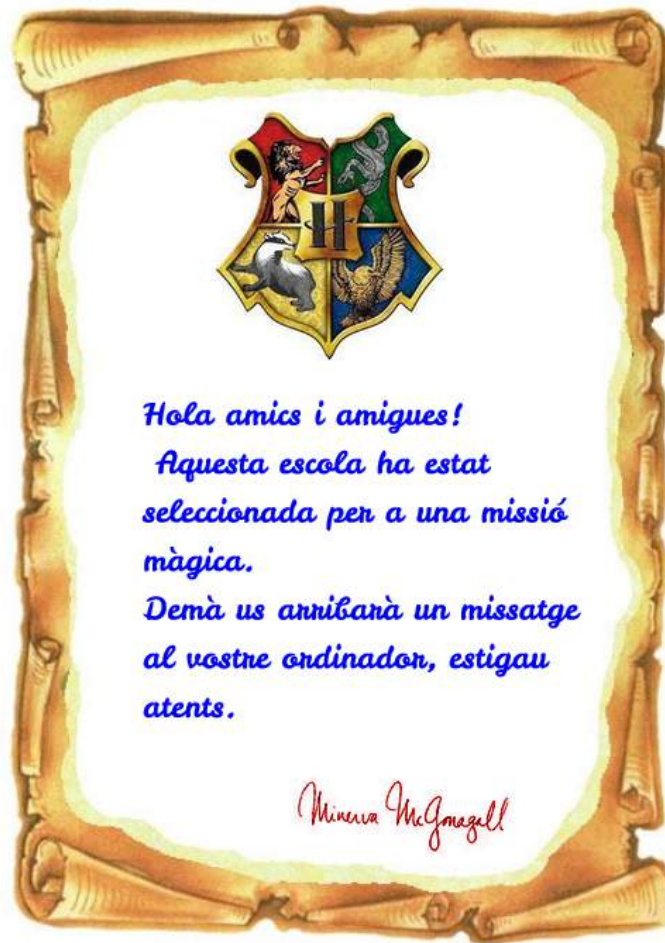 H
Hola amics i amigues!
Aquesta escola ha estat
seleccionada per a una missió
màgica.
Demà us arribarà un missatge
al vostre ordinador, estigau
atents.
Minerva McGonagall